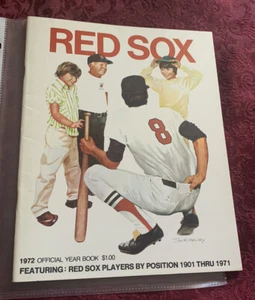 RED SOX
8
1972 OFFICIAL YEAR BOOK $1.00
FEATURING: RED SOX PLAYERS BY POSITION 1901 THRU 1971